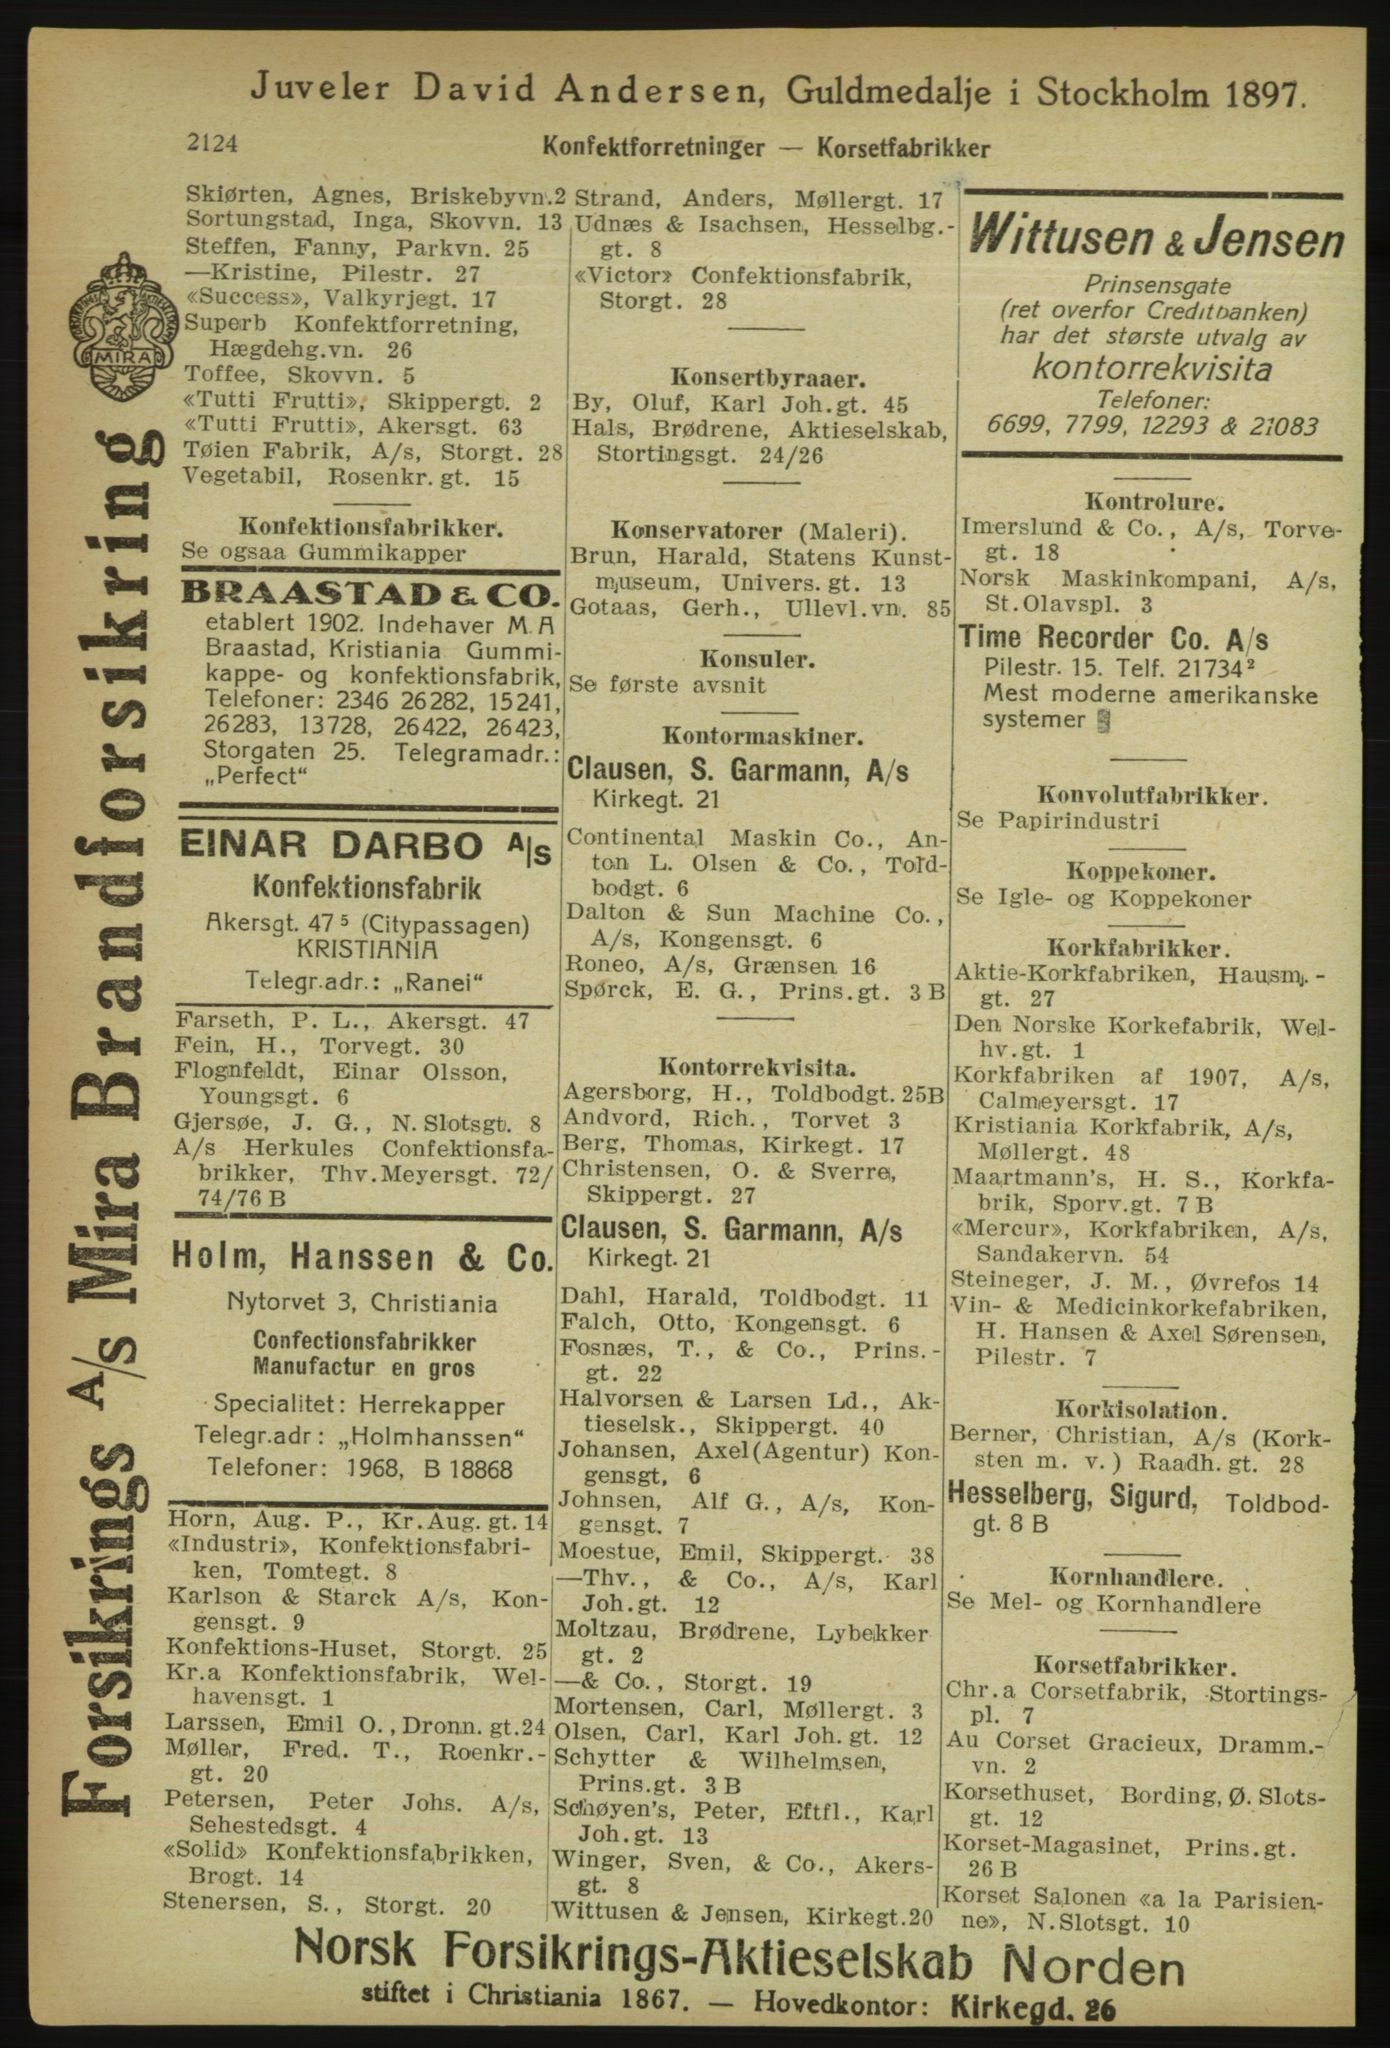 Juveler David Andersen, Guldmedalje i Stockholm 1897.
2124
Konfektforretninger — Korsetfabrikker
Forsikrings A/s Mira Brandforsikring
MIRA
Skiørten, Agnes, Briskebyvn.2
Sortungstad, Inga, Skovvn. 13
Steffen, Fanny, Parkvn. 25
—Kristine, Pilestr. 27
«Success», Valkyrjegt. 17
Superb Konfektforretning,
Hægdehg.vn. 26
Toffee, Skovvn. 5
«Tutti Frutti», Skippergt. 2
«Tutti Frutti», Akersgt. 63
Tøien Fabrik, A/s, Storgt. 28
Vegetabil, Rosenkr. gt. 15
Konfektionsfabrikker.
Se ogsaa Gummikapper
BRAASTAD & CO.
etablert 1902. Indehaver M. A
Braastad, Kristiania Gummi-
kappe- og konfektionsfabrik,
Telefoner: 2346 26282, 15241,
26283, 13728, 26422, 26423,
Storgaten 25. Telegramadr.:
„Perfect“
EINAR DARBO A/s
Konfektionsfabrik
Akersgt. 47 5 (Citypassagen)
KRISTIANIA
Telegr.adr.: „Ranei“
Farseth, P. L., Akersgt. 47
Fein, H., Torvegt. 30
Flognfeldt, Einar Olsson,
Youngsgt. 6
Gjersøe, J. G., N. Slotsgt. 8
A/s Herkules Confektionsfa-
brikker, Thv. Meyersgt. 72/
74/76 B
Holm, Hanssen & Co.
Nytorvet 3, Christiania
Confectionsfabrikker
Manufactur en gros
Specialitet: Herrekapper
Telegr.adr: „Holmhanssen“
Telefoner: 1968, B 18868
Horn, Aug. P., Kr. Aug. gt. 14
«Industri», Konfektionsfabri-
ken, Tomtegt. 8
Karlson & Starck A/s, Kon-
gensgt. 9
Konfektions-Huset, Storgt. 25
Kr.a Konfektionsfabrik, Wel-
havensgt. 1
Larssen, Emil O., Dronn. gt.24
Møller, Fred. T., Roenkr.-
gt. 20
Petersen, Peter Johs. A/s,
Sehestedsgt. 4
«Solid» Konfektionsfabrikken,
Brogt. 14
Stenersen, S., Storgt. 20
Strand, Anders, Møllergt. 17
Udnæs & Isachsen, Hesselbg.-
gt. 8
«Victor» Confektionsfabrik,
Storgt. 28
Konsertbyraaer.
By, Oluf, Karl Joh. gt. 45
Hals, Brødrene, Aktieselskab,
Stortingsgt. 24/26
Konservatorer (Maleri).
Brun, Harald, Statens Kunst-
museum, Univers. gt. 13
Gotaas, Gerh., Ullevl. vn. 85
Konsuler.
Se første avsnit
Kontormaskiner.
Clausen, S. Garmann, A/s
Kirkegt. 21
Continental Maskin Co., An-
ton L. Olsen & Co., Told-
bodgt. 6
Dalton & Sun Machine Co.,
A/s, Kongensgt. 6
Roneo, A/s, Grænsen 16
Spørck, E. G., Prins. gt. 3 B
Kontorrekvisita.
Agersborg, H., Toldbodgt. 25B
Andvord, Rich., Torvet 3
Berg, Thomas, Kirkegt. 17
Christensen, O. & Sverre,
Skippergt. 27
Clausen, S. Garmann, A/s
Kirkegt. 21
Dahl, Harald, Toldbodgt. 11
Falch, Otto, Kongensgt. 6
Fosnæs, T., & Co., Prins.-
gt. 22
Halvorsen & Larsen Ld., Ak-
tieselsk., Skippergt. 40
Johansen, Axel (Agentur) Kon-
gensgt, 6
Johnsen, Alf G., A/s, Kon-
gensgt. 7
Moestue, Emil, Skippergt. 38
—Thv., & Co., A/s, Karl
Joh. gt. 12
Moltzau, Brødrene, Lybekker
gt. 2
—& Co., Storgt. 19
Mortensen, Carl, Møllergt. 3
Olsen, Carl, Karl Joh. gt. 12
Schytter & Wilhelmsen,
Prins.gt. 3 B
Schøyen's, Peter, Eftfl., Karl
Joh. gt. 13
Winger, Sven, & Co., Akers-
gt. 8
Wittusen & Jensen, Kirkegt.20
Wittusen & Jensen
Prinsensgate
(ret overfor Creditbanken)
har det største utvalg av
kontorrekvisita
Telefoner:
6699, 7799, 12293 & 21083
Kontrolure.
Imerslund & Co., A/s, Torve-
gt. 18
Norsk Maskinkompani, A/s,
St. Olavspl. 3
Time Recorder Co. A/s
Pilestr. 15. Telf. 21734²
Mest moderne amerikanske
systemer
Konvolutfabrikker.
Se Papirindustri
Koppekoner.
Se Igle- og Koppekoner
Korkfabrikker.
Aktie-Korkfabriken, Hausm.-
gt. 27
Den Norske Korkefabrik, Wel-
hv. gt. 1
Korkfabriken af 1907, A/s,
Calmeyersgt. 17
Kristiania Korkfabrik, A/s,
Møllergt. 48
Maartmann's, H. S., Korkfa-
brik, Sporv.gt. 7 B
«Mercur», Korkfabriken, A/s,
Sandakervn. 54
Steineger, J. M., Øvrefos 14
Vin- & Medicinkorkefabriken,
H. Hansen & Axel Sørensen,
Pilestr. 7
Korkisolation.
Berner, Christian, A/s (Kork-
sten m. v.) Raadh. gt. 28
Hesselberg, Sigurd, Toldbod-
gt. 8 B
Kornhandlere.
Se Mel- og Kornhandlere
Korsetfabrikker.
Chr.a Corsetfabrik, Stortings-
pl. 7
Au Corset Gracieux, Dramm.-
vn. 2
Korsethuset, Bording, Ø. Slots-
gt. 12
Korset-Magasinet, Prins. gt.
26 B
Korset Salonen «a la Parisien-
ne», N. Slotsgt. 10
Norsk Forsikrings-Aktieselskab Norden
stiftet i Christiania 1867. — Hovedkontor: Kirkegd. 26